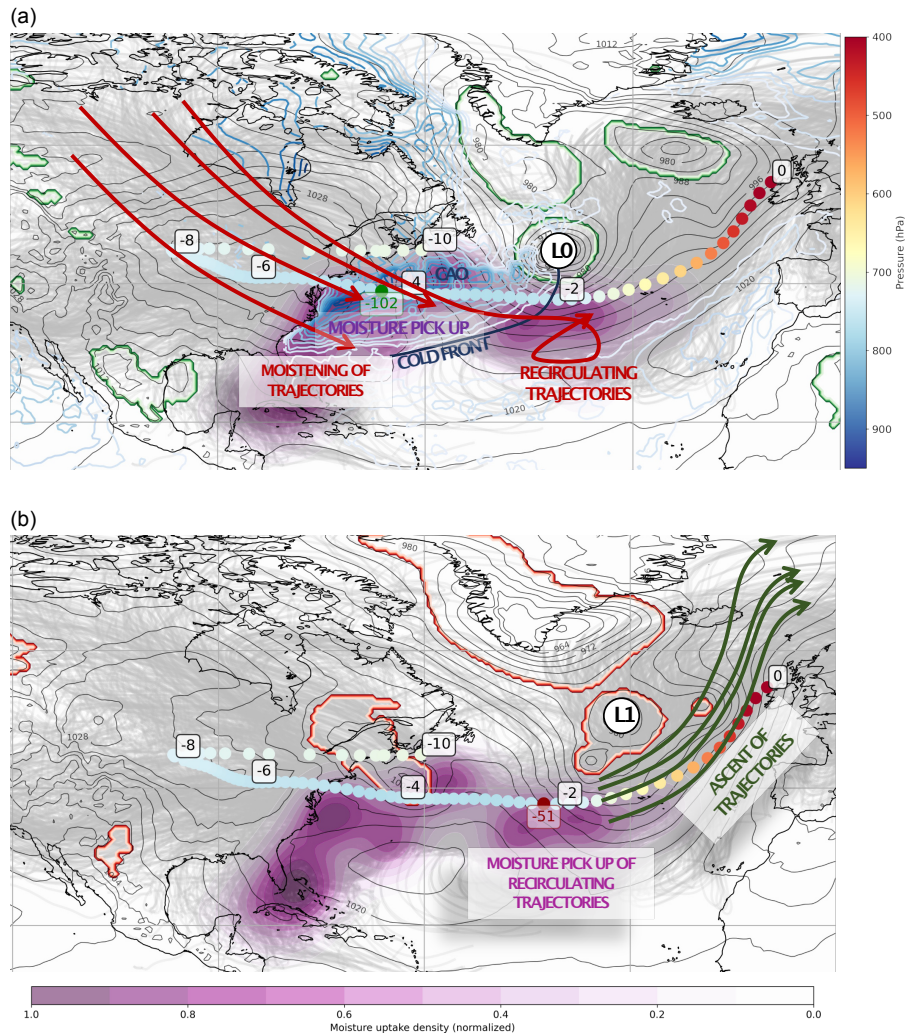 (a)
1012
980
980
988
996
0
1028
-8
-10
-6
CAO
-4
L0
-2
-102
1020
1028
MOISTURE PICK UP
COLD FRONT
MOISTENING OF
TRAJECTORIES
RECIRCULATING
TRAJECTORIES
1020
400
500
600
700
800
900
Pressure (hPa)
(b)
980
964
972
0
L1
1028
-8
-10
-6
-4
-2
-51
ASCENT OF
TRAJECTORIES
MOISTURE PICK UP OF
RECIRCULATING
TRAJECTORIES
1020
1.0
0.8
0.6
0.4
0.2
0.0
Moisture uptake density (normalized)